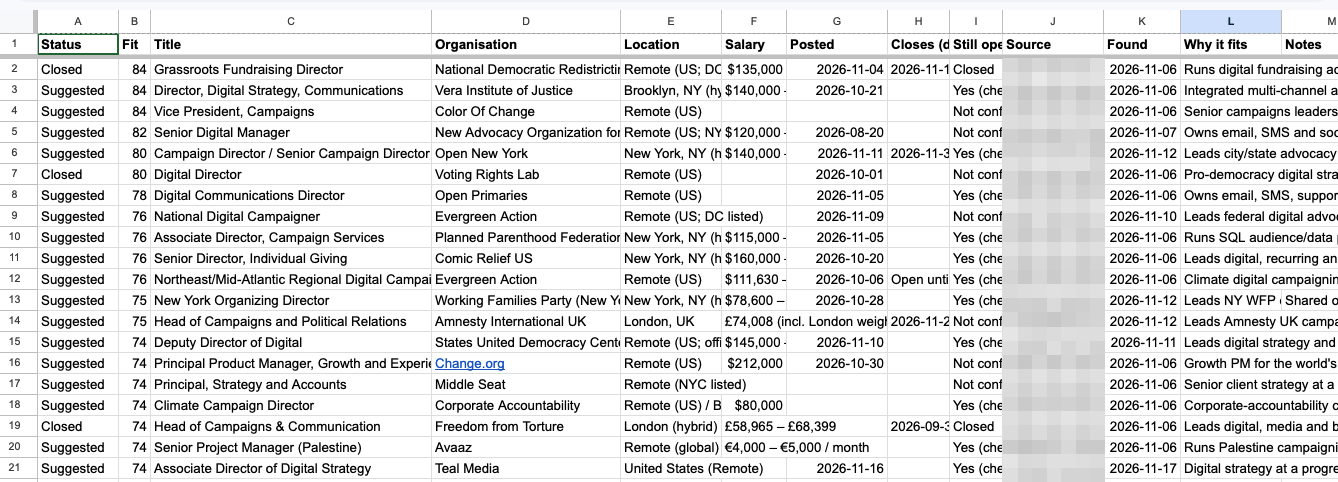 A B C D E F G H I J K L M
1 Status Fit Title Organisation Location Salary Posted Closes (d Still ope Source Found Why it fits Notes
2 Closed 84 Grassroots Fundraising Director National Democratic Redistrictin Remote (US; DC $135,000 2026-11-04 2026-11-1 Closed 2026-11-06 Runs digital fundraising ac
3 Suggested 84 Director, Digital Strategy, Communications Vera Institute of Justice Brooklyn, NY (hy $140,000 - 2026-10-21 Yes (che 2026-11-06 Integrated multi-channel a
4 Suggested 84 Vice President, Campaigns Color Of Change Remote (US) Not conf 2026-11-06 Senior campaigns leaders
5 Suggested 82 Senior Digital Manager New Advocacy Organization for Remote (US; NY $120,000 - 2026-08-20 Not conf 2026-11-07 Owns email, SMS and soc
6 Suggested 80 Campaign Director / Senior Campaign Director Open New York New York, NY (h $140,000 - 2026-11-11 2026-11-3 Yes (che 2026-11-12 Leads city/state advocacy
7 Closed 80 Digital Director Voting Rights Lab Remote (US) 2026-10-01 Not conf 2026-11-06 Pro-democracy digital stra
8 Suggested 78 Digital Communications Director Open Primaries Remote (US) 2026-11-05 Yes (che 2026-11-06 Owns email, SMS, suppor
9 Suggested 76 National Digital Campaigner Evergreen Action Remote (US; DC listed) 2026-11-09 Not conf 2026-11-10 Leads federal digital advo
10 Suggested 76 Associate Director, Campaign Services Planned Parenthood Federation New York, NY (h $115,000 - 2026-11-05 Yes (che 2026-11-06 Runs SQL audience/data
11 Suggested 76 Senior Director, Individual Giving Comic Relief US New York, NY (h $160,000 - 2026-10-20 Yes (che 2026-11-06 Leads digital, recurring an
12 Suggested 76 Northeast/Mid-Atlantic Regional Digital Campai Evergreen Action Remote (US) $111,630 - 2026-10-06 Open unti Yes (che 2026-11-06 Climate digital campaignin
13 Suggested 75 New York Organizing Director Working Families Party (New Y New York, NY (h $78,600 – 2026-10-28 Yes (che 2026-11-12 Leads NY WFP Shared o
14 Suggested 75 Head of Campaigns and Political Relations Amnesty International UK London, UK £74,008 (incl. London weigh 2026-11-2 Not conf 2026-11-12 Leads Amnesty UK campa
15 Suggested 74 Deputy Director of Digital States United Democracy Cent Remote (US; offi $145,000 - 2026-11-10 Yes (che 2026-11-11 Leads digital strategy and
16 Suggested 74 Principal Product Manager, Growth and Experie Change.org Remote (US) $212,000 2026-10-30 Not conf 2026-11-06 Growth PM for the world's
17 Suggested 74 Principal, Strategy and Accounts Middle Seat Remote (NYC listed) Not conf 2026-11-06 Senior client strategy at a
18 Suggested 74 Climate Campaign Director Corporate Accountability Remote (US) / B $80,000 Yes (che 2026-11-06 Corporate-accountability c
19 Closed 74 Head of Campaigns & Communication Freedom from Torture London (hybrid) £58,965 – £68,399 2026-09-3 Closed 2026-11-06 Leads digital, media and b
20 Suggested 74 Senior Project Manager (Palestine) Avaaz Remote (global) €4,000 – €5,000 / month Yes (che 2026-11-06 Runs Palestine campaigni
21 Suggested 74 Associate Director of Digital Strategy Teal Media United States (Remote) 2026-11-16 Yes (che 2026-11-17 Digital strategy at a progre